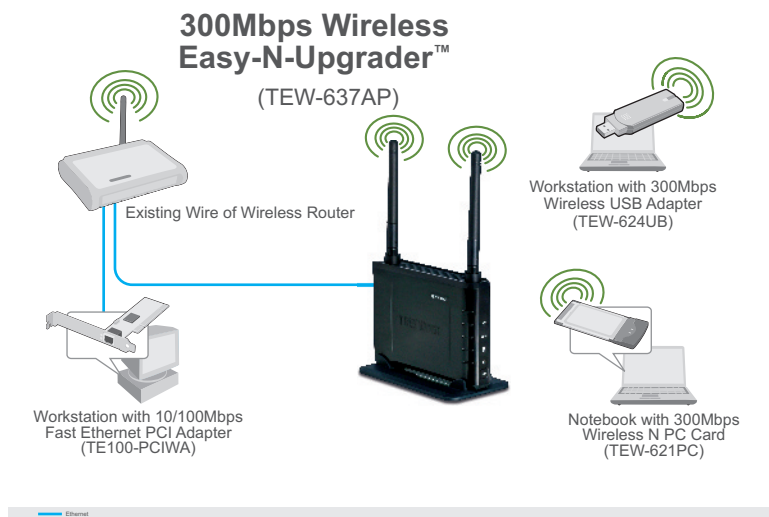 300Mbps Wireless
Easy-N-Upgrader™
(TEW-637AP)
Existing Wire of Wireless Router
Workstation with 300Mbps
Wireless USB Adapter
(TEW-624UB)
Workstation with 10/100Mbps
Fast Ethernet PCI Adapter
(TE100-PCIWA)
Notebook with 300Mbps
Wireless N PC Card
(TEW-621PC)
TRENDNET
Ethernet